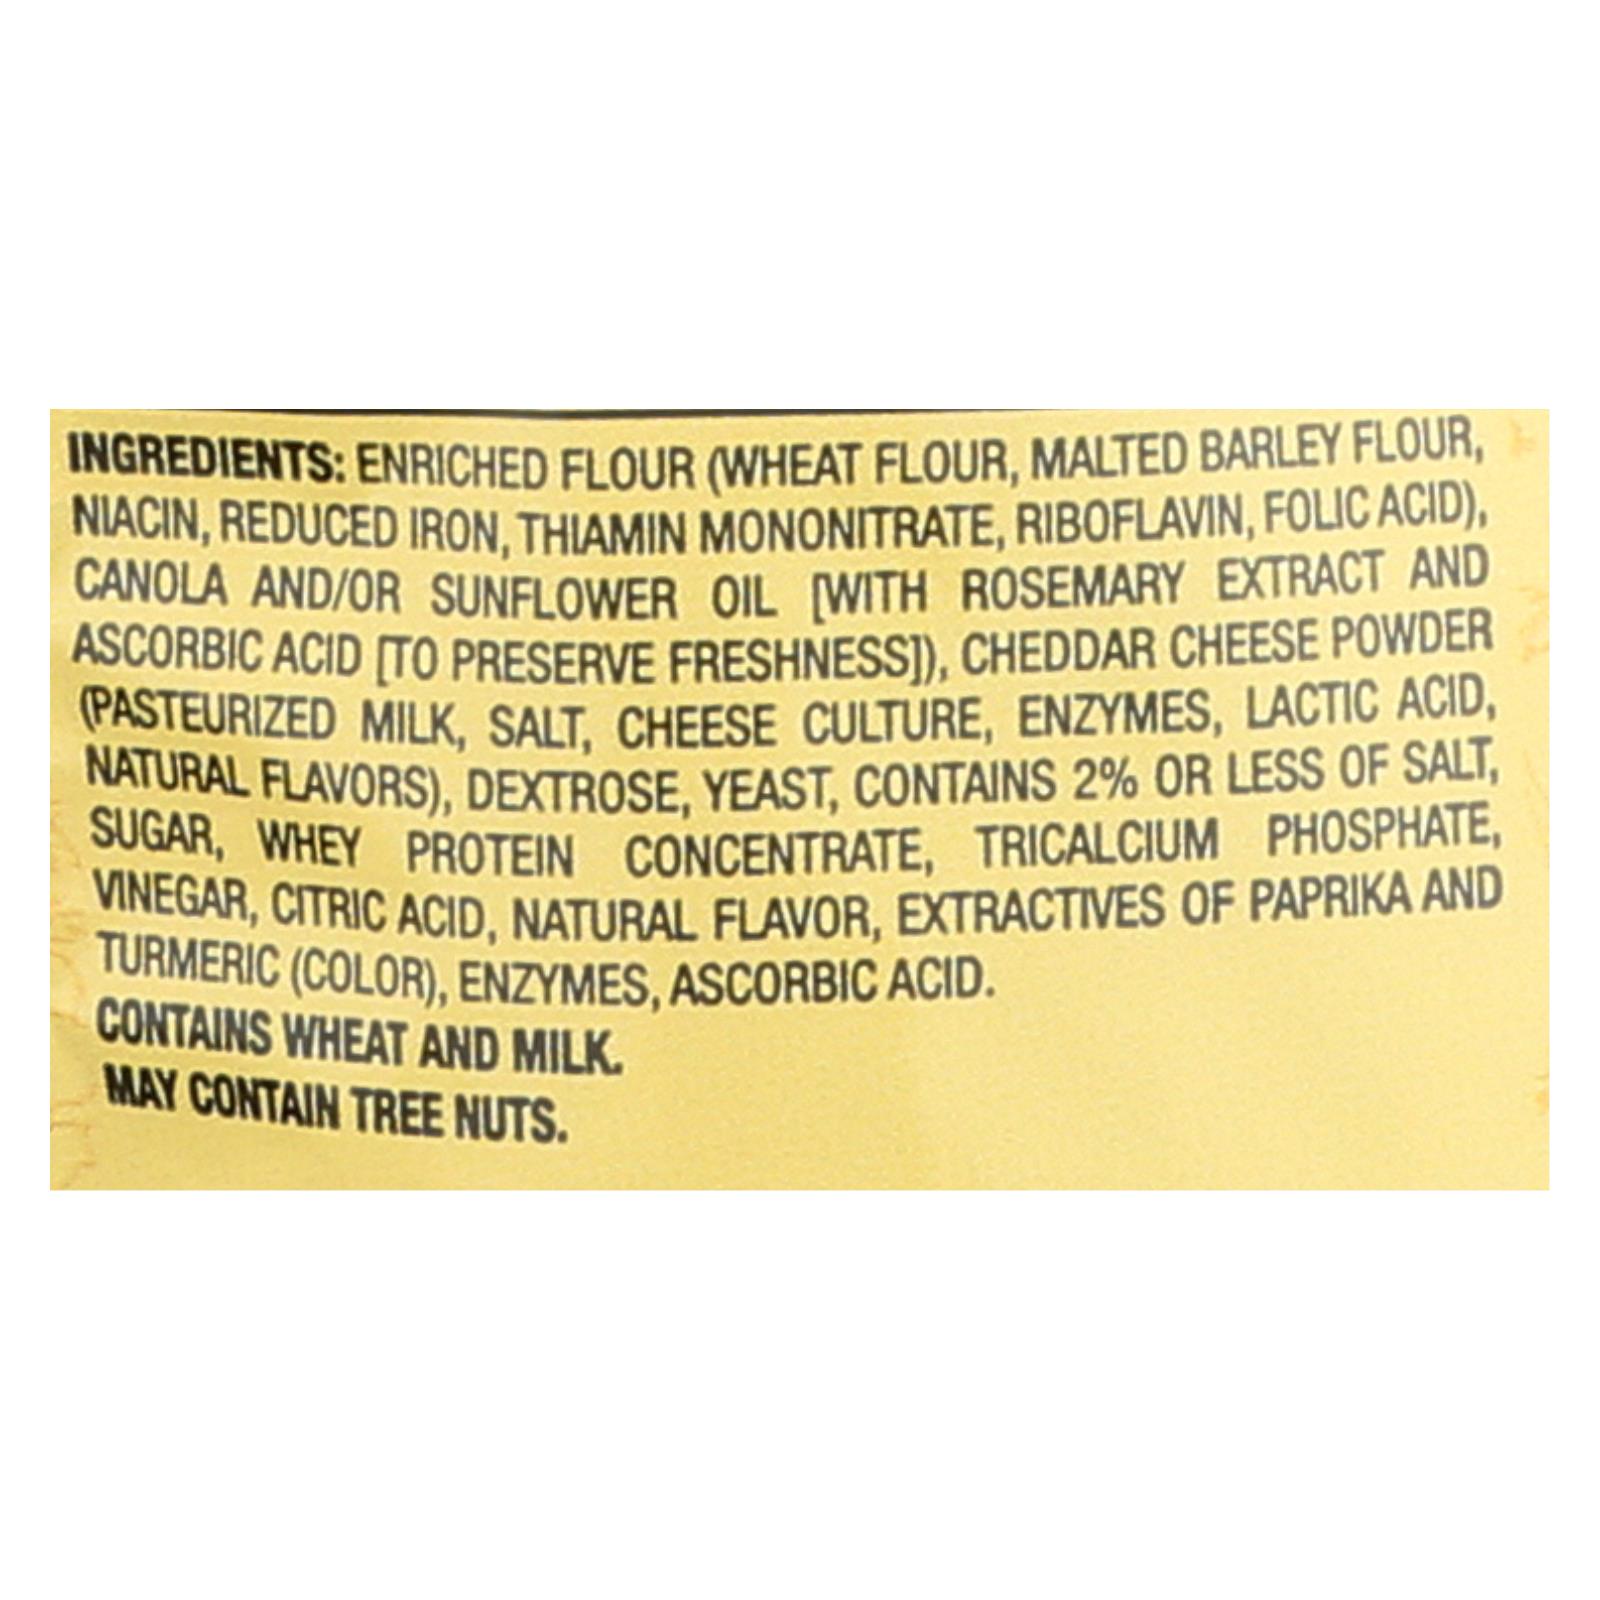 INGREDIENTS: ENRICHED FLOUR (WHEAT FLOUR, MALTED BARLEY FLOUR,
NIACIN, REDUCED IRON, THIAMIN MONONITRATE, RIBOFLAVIN, FOLIC ACID),
CANOLA AND/OR SUNFLOWER OIL [WITH ROSEMARY EXTRACT AND
ASCORBIC ACID [TO PRESERVE FRESHNESS]), CHEDDAR CHEESE POWDER
(PASTEURIZED MILK, SALT, CHEESE CULTURE, ENZYMES, LACTIC ACID,
NATURAL FLAVORS), DEXTROSE, YEAST, CONTAINS 2% OR LESS OF SALT,
SUGAR, WHEY PROTEIN CONCENTRATE, TRICALCIUM PHOSPHATE,
VINEGAR, CITRIC ACID, NATURAL FLAVOR, EXTRACTIVES OF PAPRIKA AND
TURMERIC (COLOR), ENZYMES, ASCORBIC ACID.
CONTAINS WHEAT AND MILK.
MAY CONTAIN TREE NUTS.